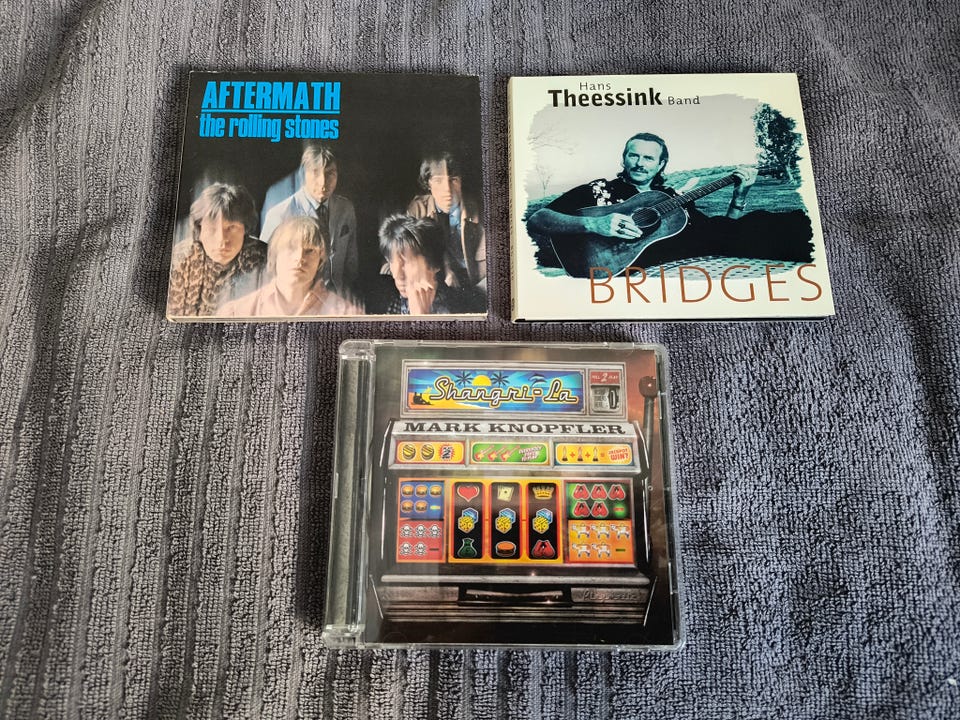 AFTERMATH
the rolling stones
Hans
Theessink Band
BRIDGES
Shangri-La
MARK KNOPFLER